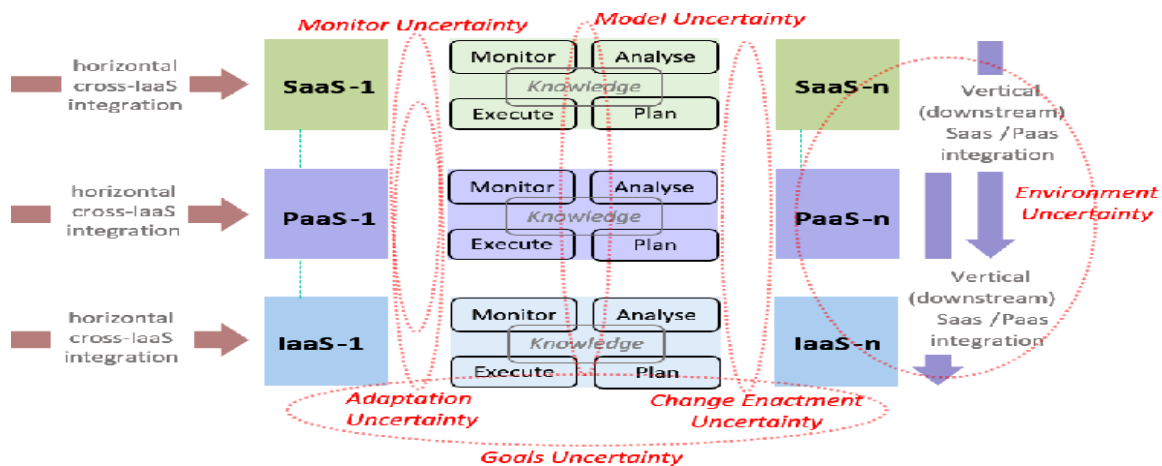 Monitor Uncertainty
Model Uncertainty
horizontal
cross-IaaS
integration
SaaS-1
Monitor
Analyse
Knowledge
Execute
Plan
SaaS-n
Vertical
(downstream)
Saas /Paas
integration
horizontal
cross-IaaS
integration
PaaS-1
Monitor
Analyse
Knowledge
Execute
Plan
PaaS-n
Environment
Uncertainty
horizontal
cross-IaaS
integration
IaaS-1
Monitor
Analyse
Knowledge
Execute
Plan
IaaS-n
Vertical
(downstream)
Saas /Paas
integration
Adaptation
Uncertainty
Change Enactment
Uncertainty
Goals Uncertainty